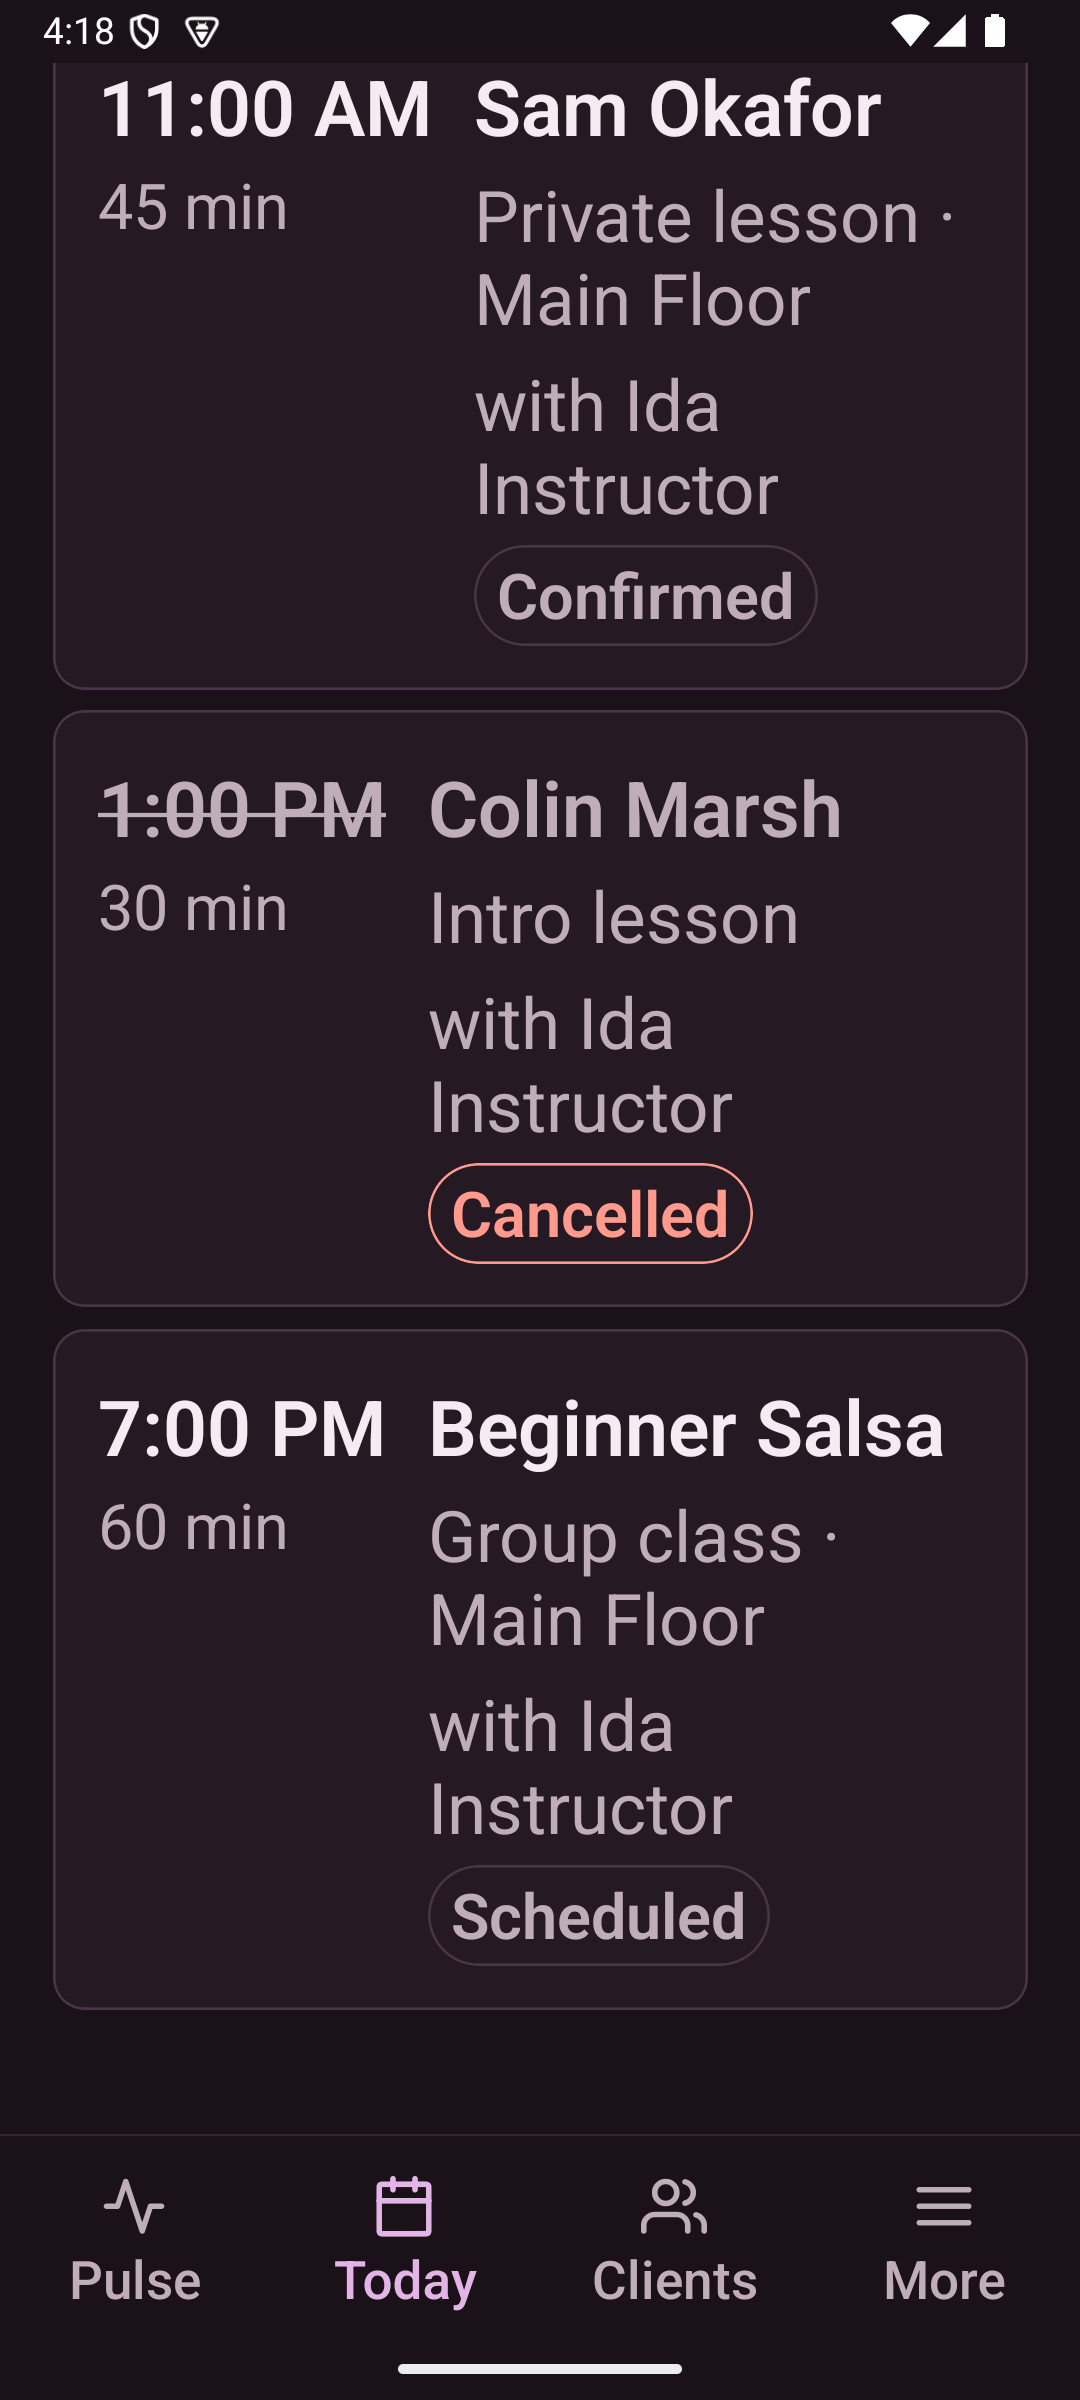 4:18
11:00 AM Sam Okafor
45 min
Private lesson ·
Main Floor
with Ida
Instructor
Confirmed
1:00 PM Colin Marsh
30 min
Intro lesson
with Ida
Instructor
Cancelled
7:00 PM Beginner Salsa
60 min
Group class ·
Main Floor
with Ida
Instructor
Scheduled
Pulse Today Clients More